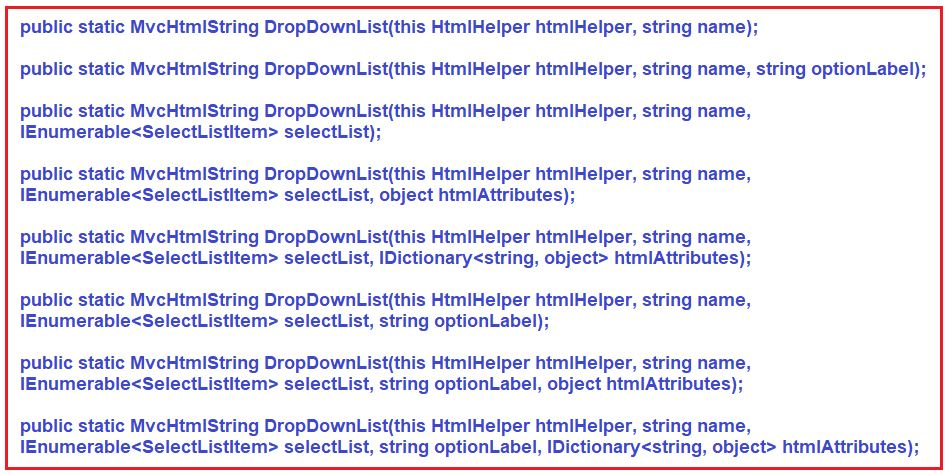 public static MvcHtmlString DropDownList(this HtmlHelper htmlHelper, string name);
public static MvcHtmlString DropDownList(this HtmlHelper htmlHelper, string name, string optionLabel);
public static MvcHtmlString DropDownList(this HtmlHelper htmlHelper, string name,
IEnumerable<SelectListItem> selectList);
public static MvcHtmlString DropDownList(this HtmlHelper htmlHelper, string name,
IEnumerable<SelectListItem> selectList, object htmlAttributes);
public static MvcHtmlString DropDownList(this HtmlHelper htmlHelper, string name,
IEnumerable<SelectListItem> selectList, IDictionary<string, object> htmlAttributes);
public static MvcHtmlString DropDownList(this HtmlHelper htmlHelper, string name,
IEnumerable<SelectListItem> selectList, string optionLabel);
public static MvcHtmlString DropDownList(this HtmlHelper htmlHelper, string name,
IEnumerable<SelectListItem> selectList, string optionLabel, object htmlAttributes);
public static MvcHtmlString DropDownList(this HtmlHelper htmlHelper, string name,
IEnumerable<SelectListItem> selectList, string optionLabel, IDictionary<string, object> htmlAttributes);